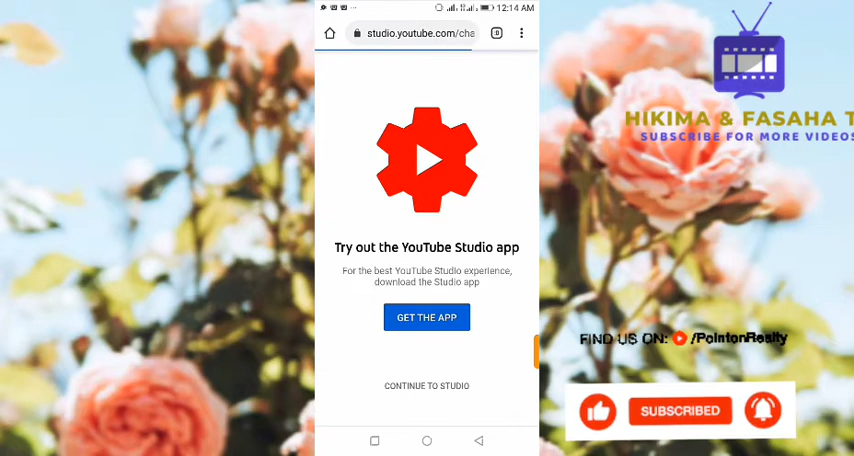 12:14 AM
studio.youtube.com/cha
HIKIMA & FASAHA T
SUBSCRIBE FOR MORE VIDEOS
Try out the YouTube Studio app
For the best YouTube Studio experience,
download the Studio app
GET THE APP
FIND US ON: /PointonRealty
CONTINUE TO STUDIO
SUBSCRIBED